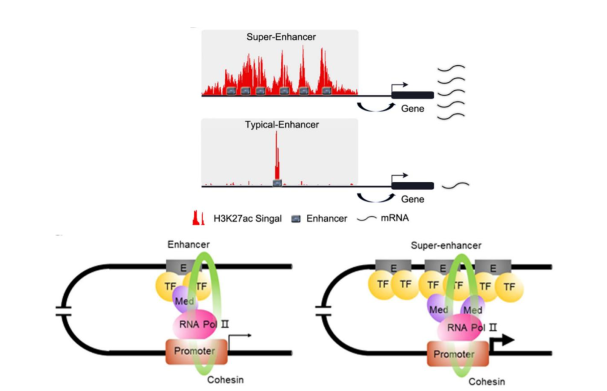 Super-Enhancer
Gene
Typical-Enhancer
Gene
H3K27ac Singal
Enhancer
mRNA
Enhancer
E
TF TF
Med
RNA Pol II
Promoter
Cohesin
Super-enhancer
E E E
TF TF TF TF TF TF
Med Med
RNA Pol II
Promoter
Cohesin